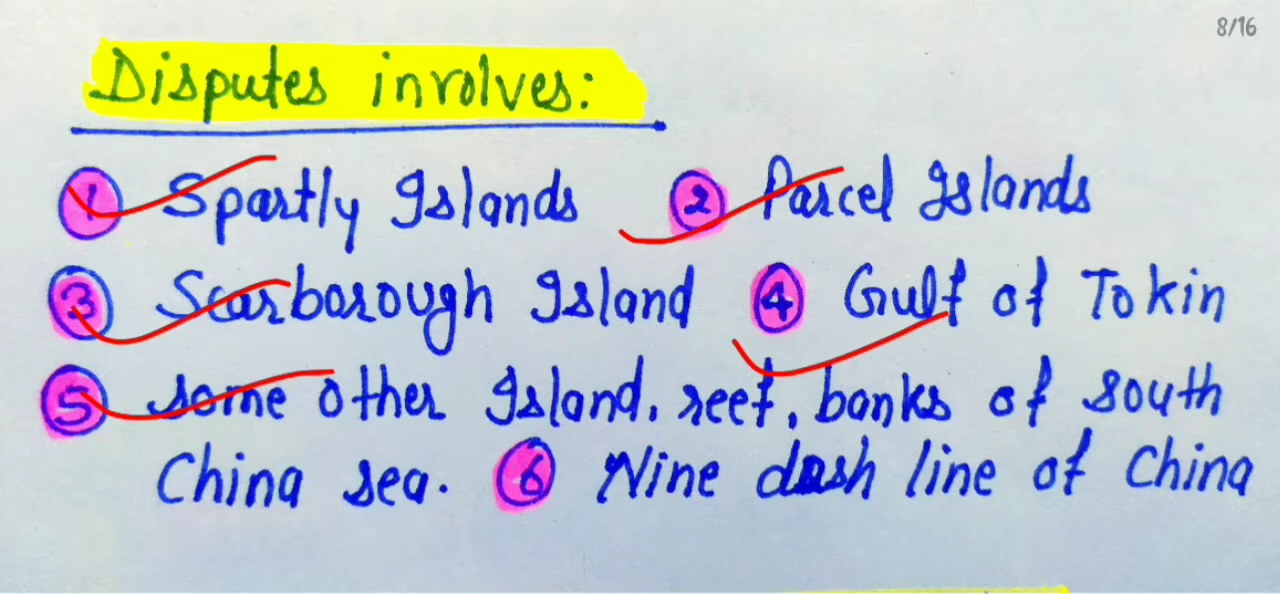 8/16
Disputes involves:
① Spartly Islands ② Parcel Islands
③ Scarborough Island ④ Gulf of Tokin
⑤ some other Island, reef, banks of south
China sea. ⑥ Nine dash line of China